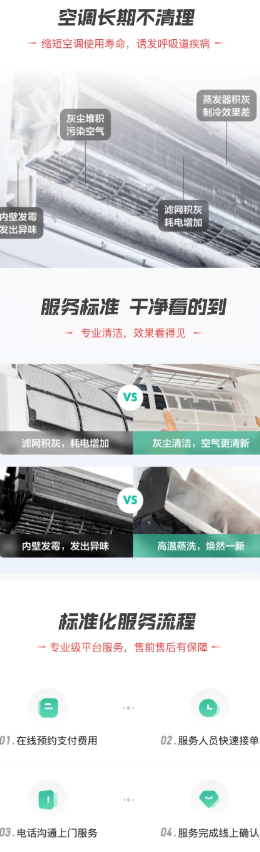 空调长期不清理
缩短空调使用寿命，诱发呼吸道疾病
蒸发器积灰
制冷效果差
灰尘堆积
污染空气
滤网积灰
耗电增加
内壁发霉
发出异味
服务标准 干净看的到
专业清洁，效果看得见
VS
滤网积灰，耗电增加
灰尘清洁，空气更清新
VS
内壁发霉，发出异味
高温蒸洗，焕然一新
标准化服务流程
专业级平台服务，售前售后有保障
01.在线预约支付费用
02.服务人员快速接单
03.电话沟通上门服务
04.服务完成线上确认